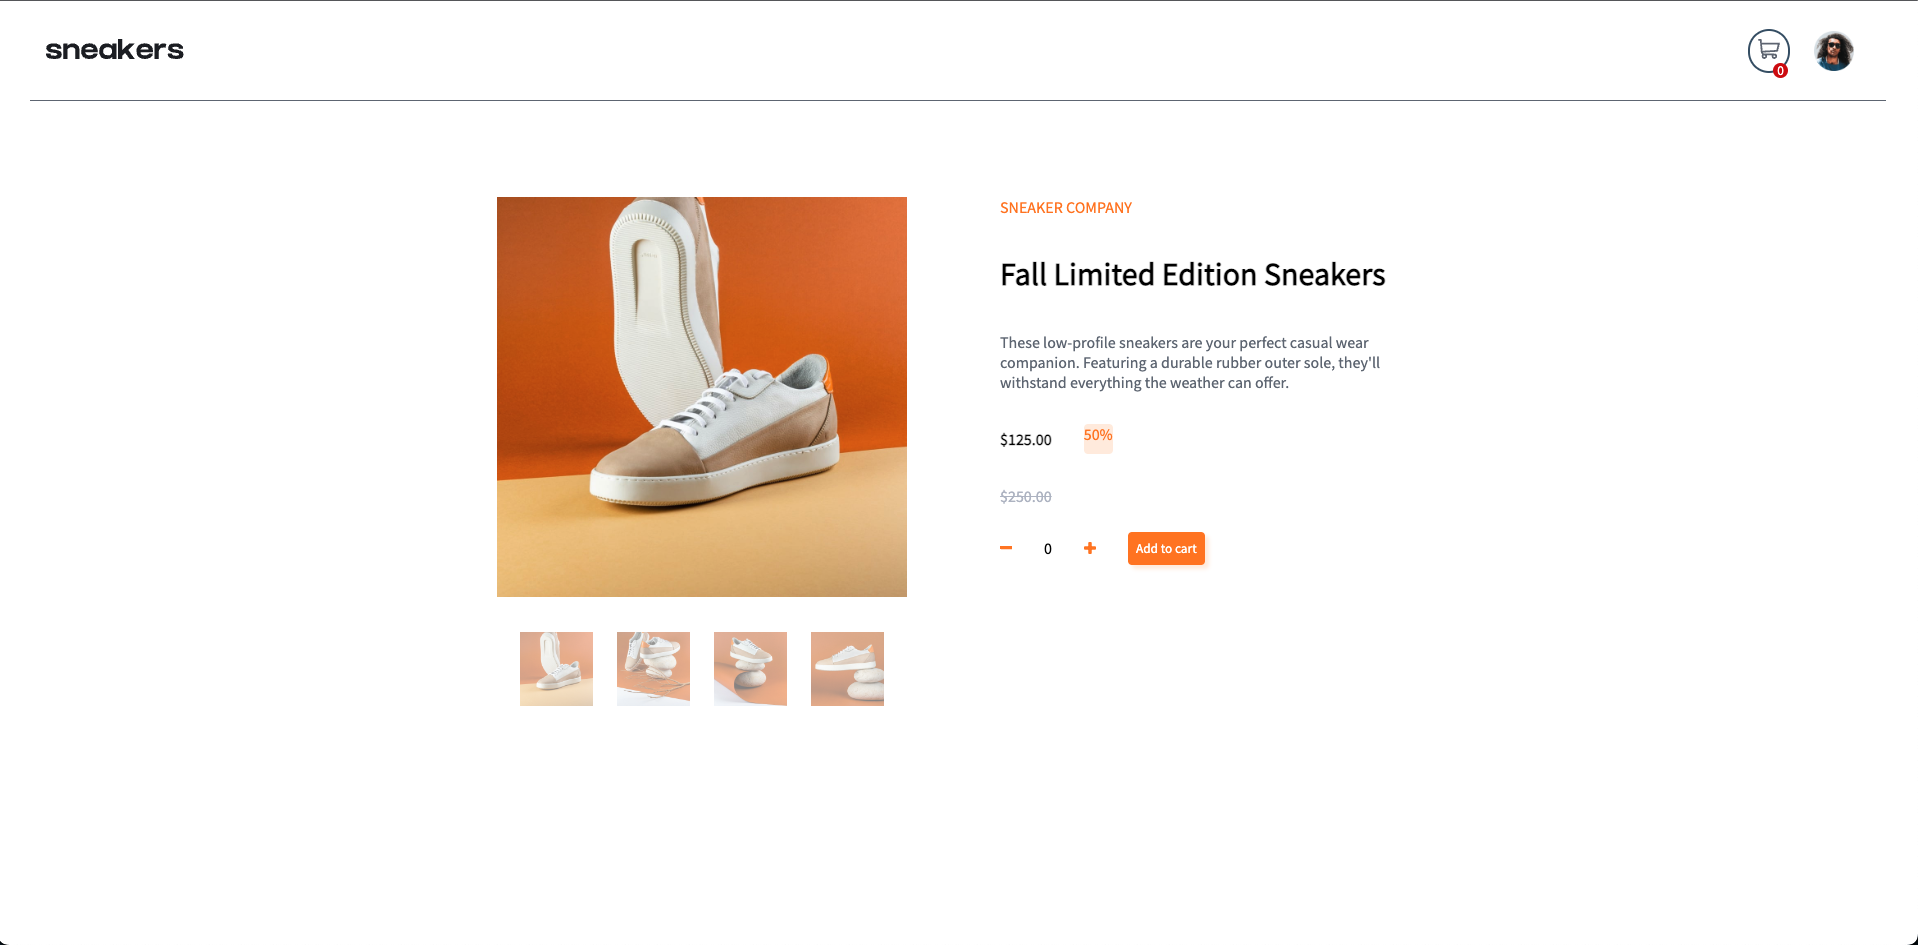 sneakers
0
SNEAKER COMPANY
Fall Limited Edition Sneakers
These low-profile sneakers are your perfect casual wear
companion. Featuring a durable rubber outer sole, they'll
withstand everything the weather can offer.
$125.00 50%
$250.00
0 Add to cart